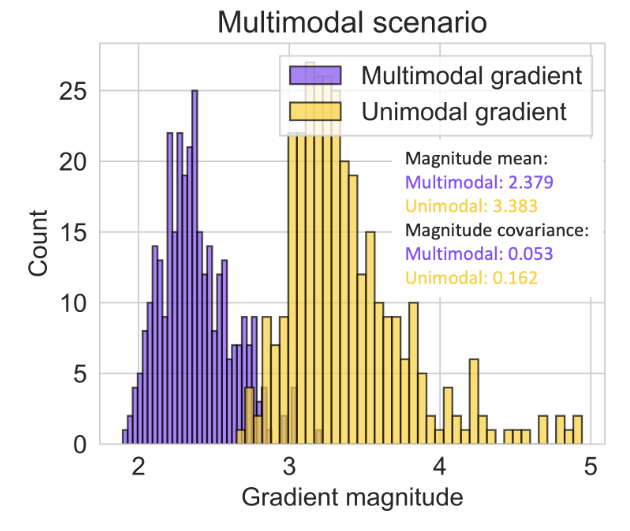 Multimodal scenario
Multimodal gradient
Unimodal gradient
Magnitude mean:
Multimodal: 2.379
Unimodal: 3.383
Magnitude covariance:
Multimodal: 0.053
Unimodal: 0.162
Count
25
20
15
10
5
0
2 3 4 5
Gradient magnitude